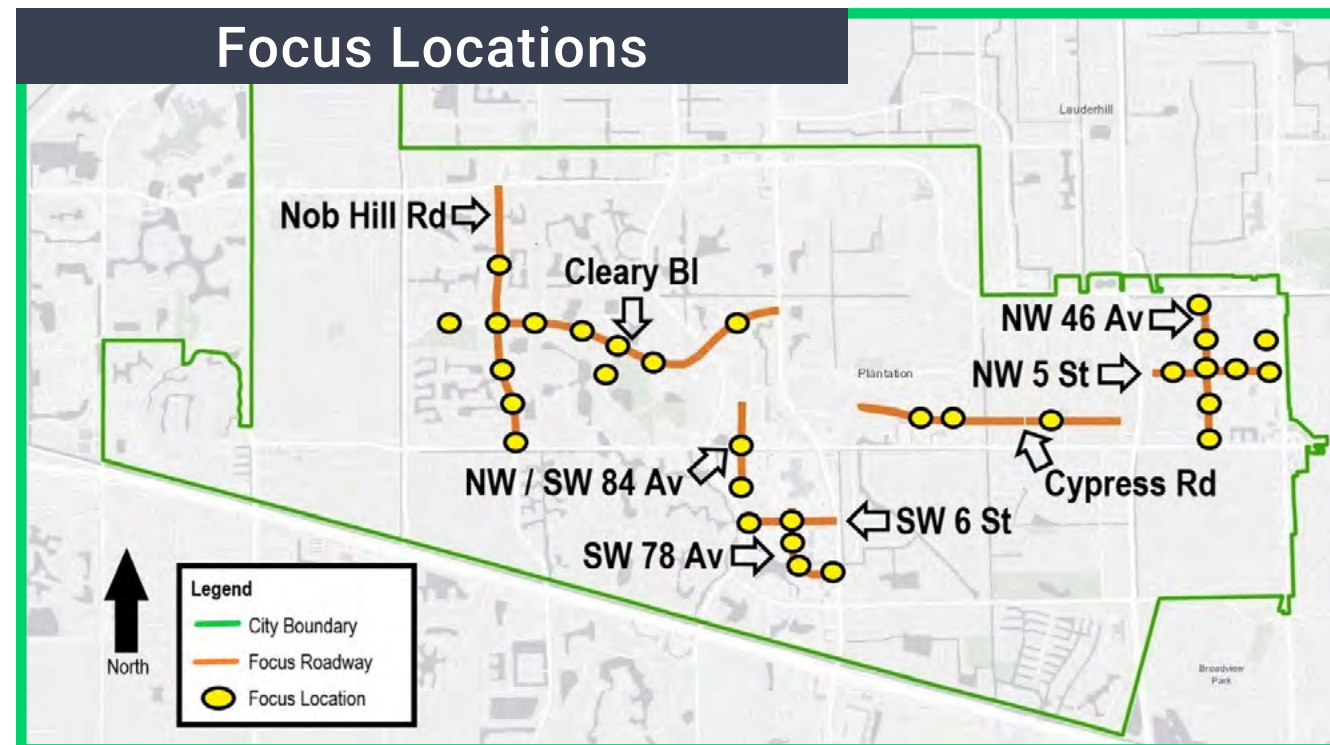 Focus Locations
Lauderhill
Nob Hill Rd
Cleary Bl
NW 46 Av
Plantation
NW 5 St
NW / SW 84 Av
Cypress Rd
SW 6 St
SW 78 Av
Legend
City Boundary
Focus Roadway
Focus Location
North
Broadview
Park